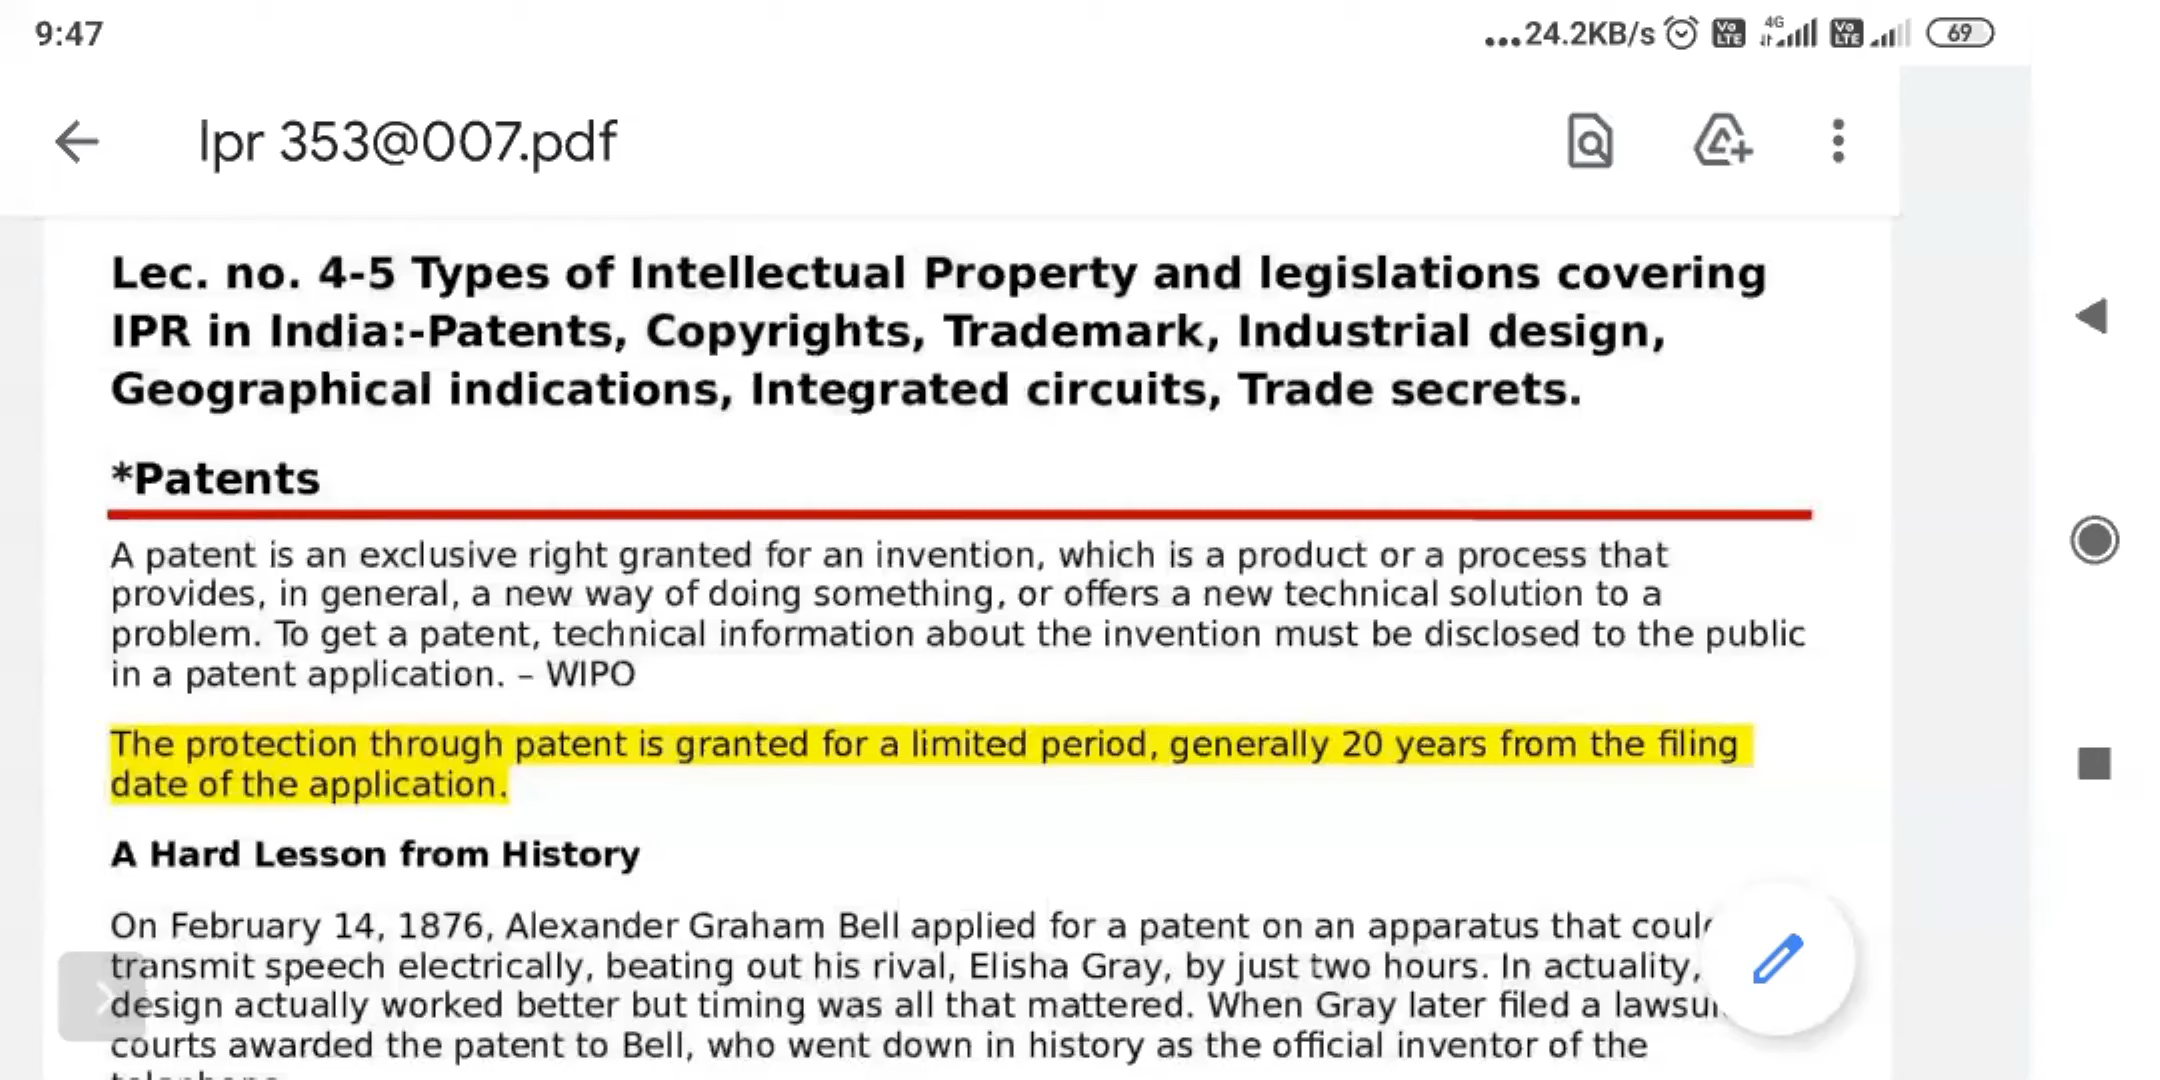 9:47
...24.2KB/s Vo LTE 4G Vo LTE 69
lpr 353@007.pdf
Lec. no. 4-5 Types of Intellectual Property and legislations covering
IPR in India:-Patents, Copyrights, Trademark, Industrial design,
Geographical indications, Integrated circuits, Trade secrets.
*Patents
A patent is an exclusive right granted for an invention, which is a product or a process that
provides, in general, a new way of doing something, or offers a new technical solution to a
problem. To get a patent, technical information about the invention must be disclosed to the public
in a patent application. – WIPO
The protection through patent is granted for a limited period, generally 20 years from the filing
date of the application.
A Hard Lesson from History
On February 14, 1876, Alexander Graham Bell applied for a patent on an apparatus that
transmit speech electrically, beating out his rival, Elisha Gray, by just two hours. In actuality,
design actually worked better but timing was all that mattered. When Gray later filed a
courts awarded the patent to Bell, who went down in history as the official inventor of the